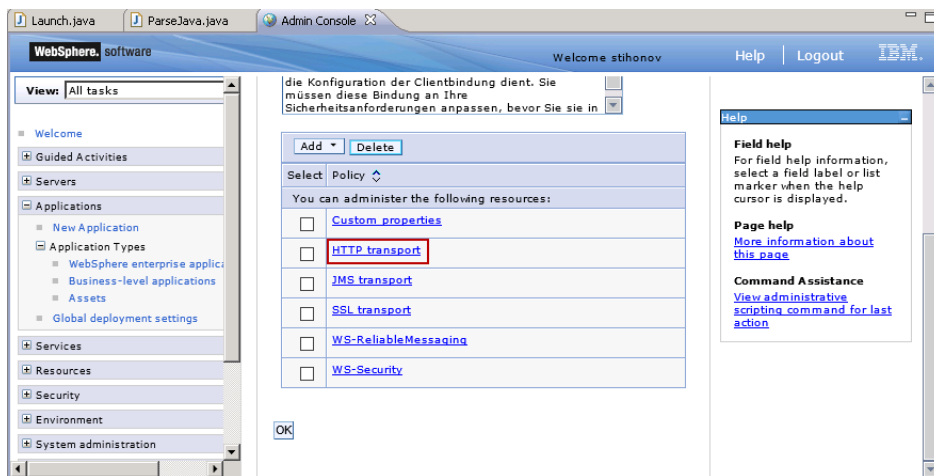 Launch.java
ParseJava.java
Admin Console
WebSphere. software
Welcome stihonov
Help
Logout
IBM.
View: All tasks
Welcome
Guided Activities
Servers
Applications
New Application
Application Types
WebSphere enterprise applica
Business-level applications
Assets
Global deployment settings
Services
Resources
Security
Environment
System administration
die Konfiguration der Clientbindung dient. Sie
müssen diese Bindung an Ihre
Sicherheitsanforderungen anpassen, bevor Sie sie in
Add
Delete
Select Policy
You can administer the following resources:
Custom properties
HTTP transport
JMS transport
SSL transport
WS-ReliableMessaging
WS-Security
OK
Help
Field help
For field help information,
select a field label or list
marker when the help
cursor is displayed.
Page help
More information about
this page
Command Assistance
View administrative
scripting command for last
action